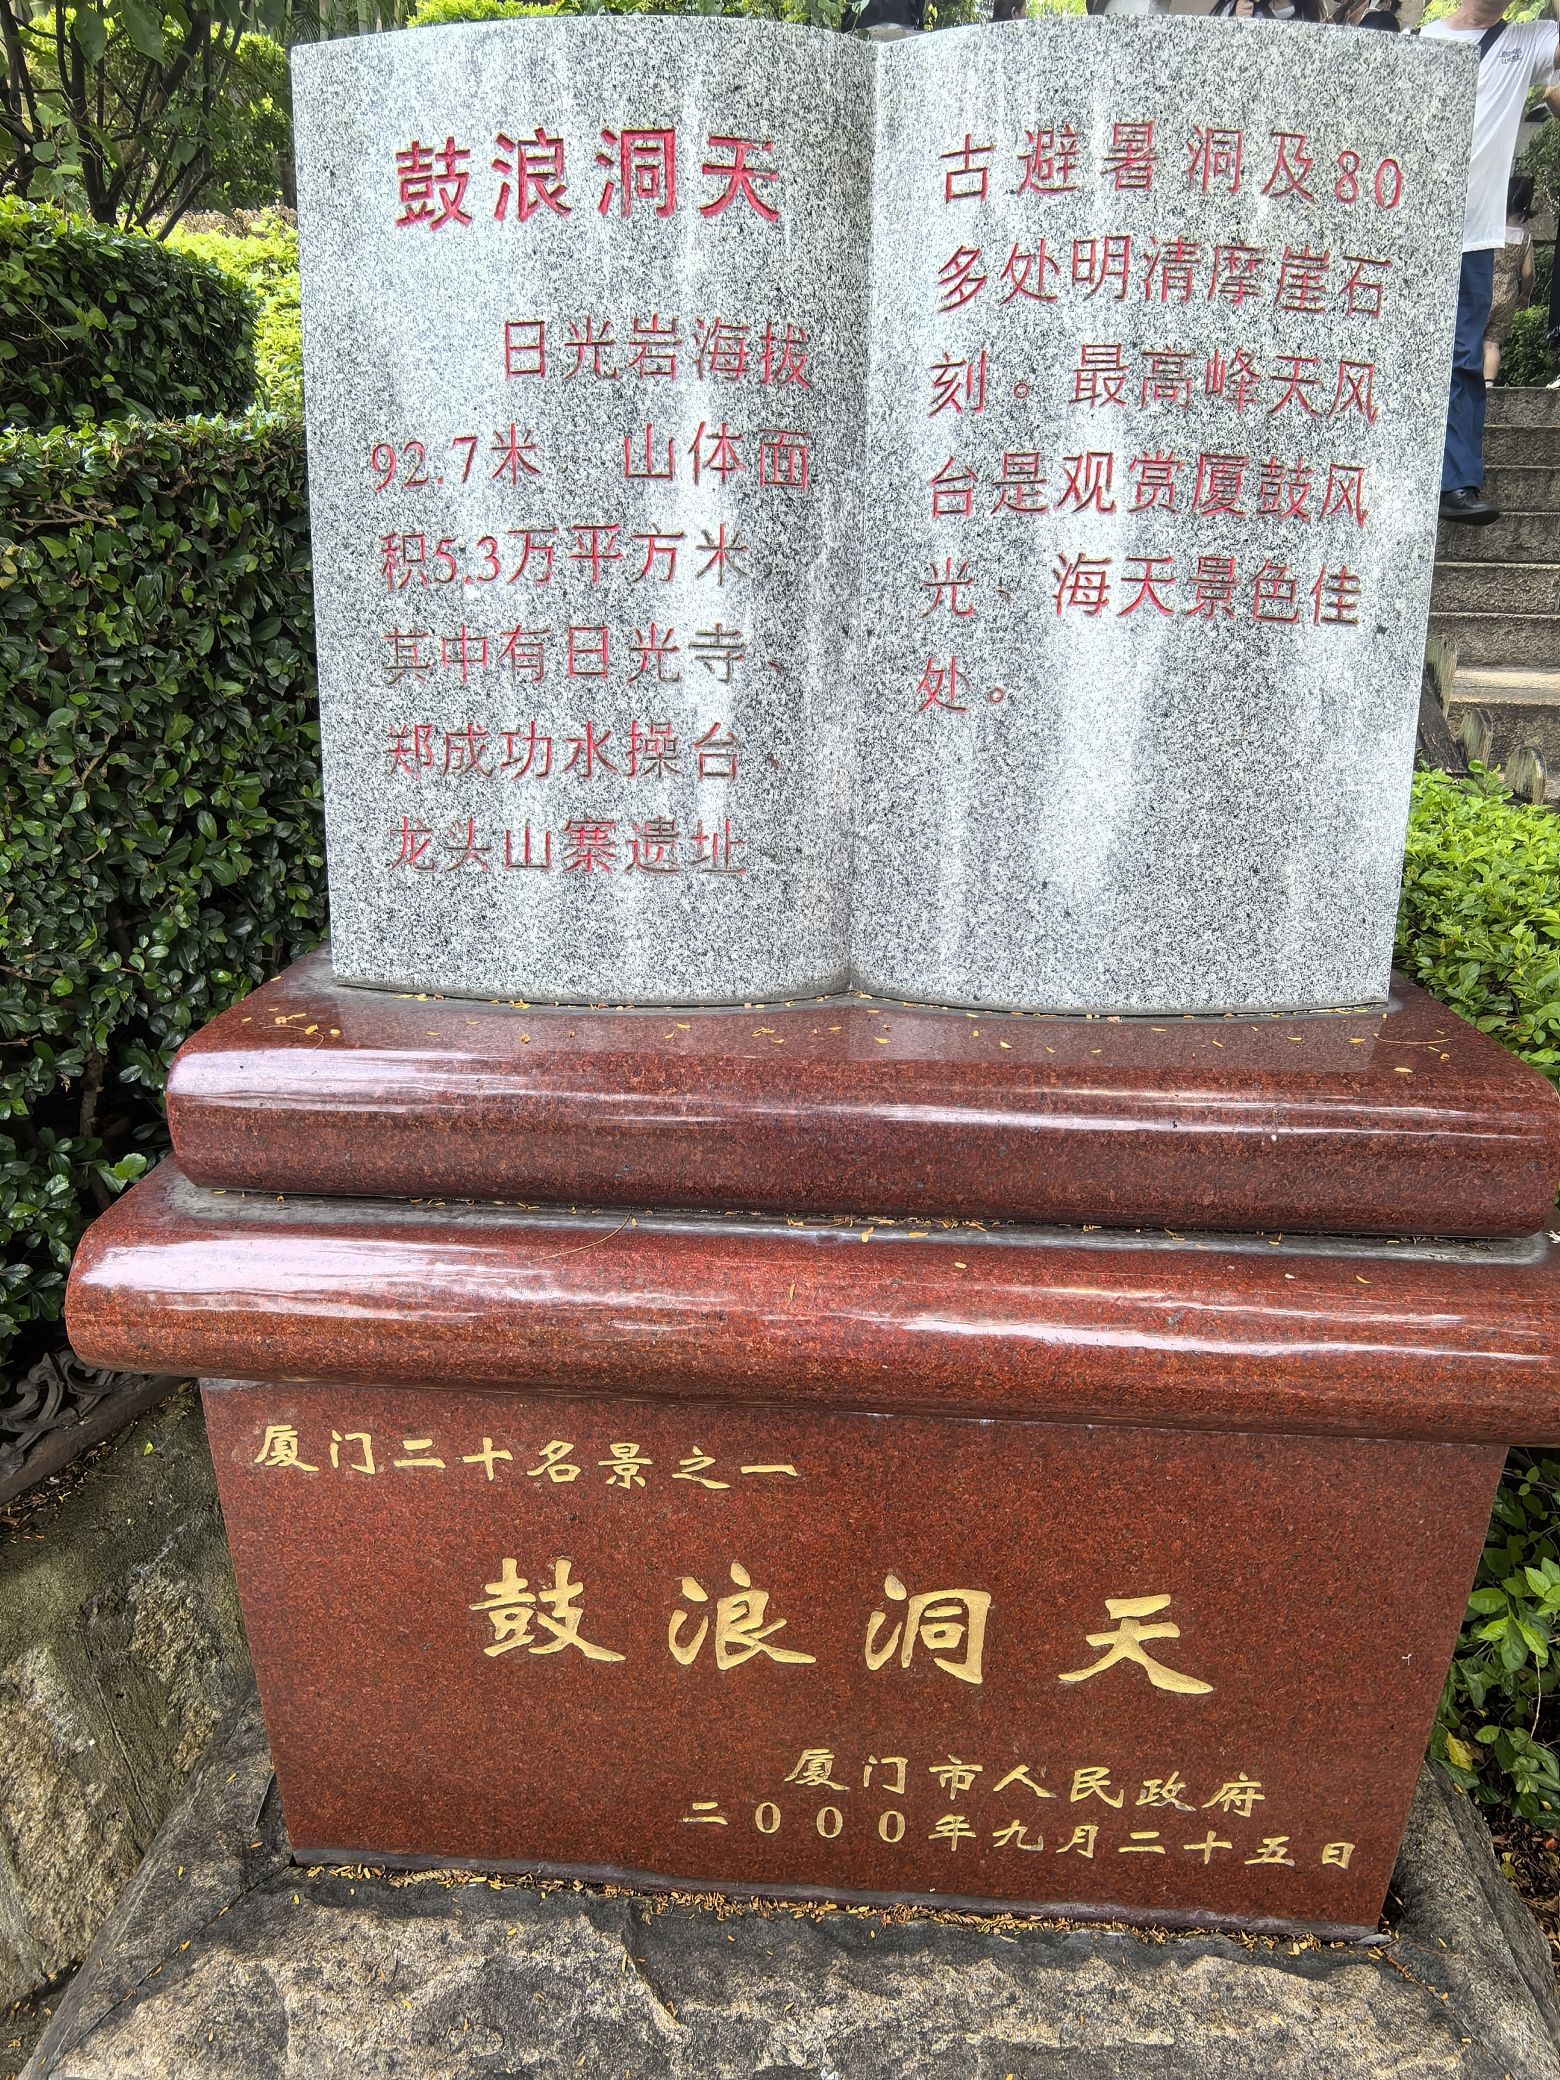 鼓浪洞天
日光岩海拔
92.7米 山体面
积5.3万平方米，
其中有日光寺、
郑成功水操台、
龙头山寨遗址、
古避暑洞及80
多处明清摩崖石
刻。最高峰天风
台是观赏厦鼓风
光、海天景色佳
处。
厦门二十名景之一
鼓浪洞天
厦门市人民政府
二000年九月二十五日